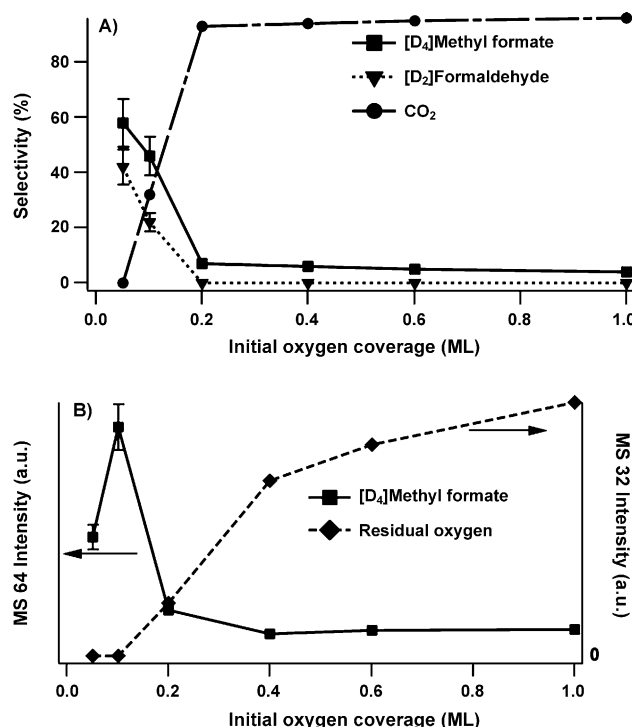 A)
[D₄]Methyl formate
[D₂]Formaldehyde
CO₂
Selectivity (%)
80
60
40
20
0
0.0 0.2 0.4 0.6 0.8 1.0
Initial oxygen coverage (ML)
B)
[D₄]Methyl formate
Residual oxygen
MS 64 Intensity (a.u.)
MS 32 Intensity
(a.u.)
0
0.0 0.2 0.4 0.6 0.8 1.0
Initial oxygen coverage (ML)